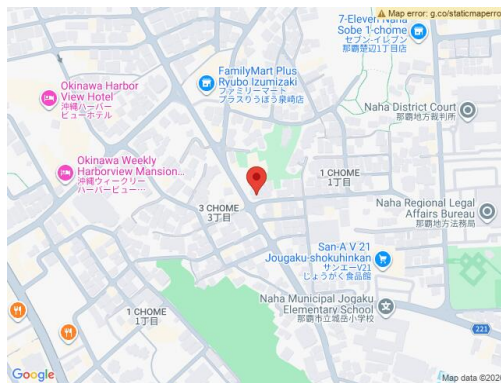 Map error: g.co/staticmaperro
7-Eleven Naha
Sobe 1-chome
セブン-イレブン
那覇楚辺1丁目店
FamilyMart Plus
Ryubo Izumizaki
ファミリーマート
プラスりうぼう泉崎店
Okinawa Harbor
View Hotel
沖縄ハーバー
ビューホテル
Naha District Court
那覇地方裁判所
Okinawa Weekly
Harborview Mansion...
沖縄ウィークリー
ハーバービュー…
1 CHOME
1丁目
3 CHOME
3丁目
Naha Regional Legal
Affairs Bureau
那覇地方法務局
San-A V 21
Jougaku-shokuhinkan
サンエーV21
じょうがく食品館
Naha Municipal Jogaku
Elementary School
那覇市立城岳小学校
1 CHOME
1丁目
221
Google
Map data ©202